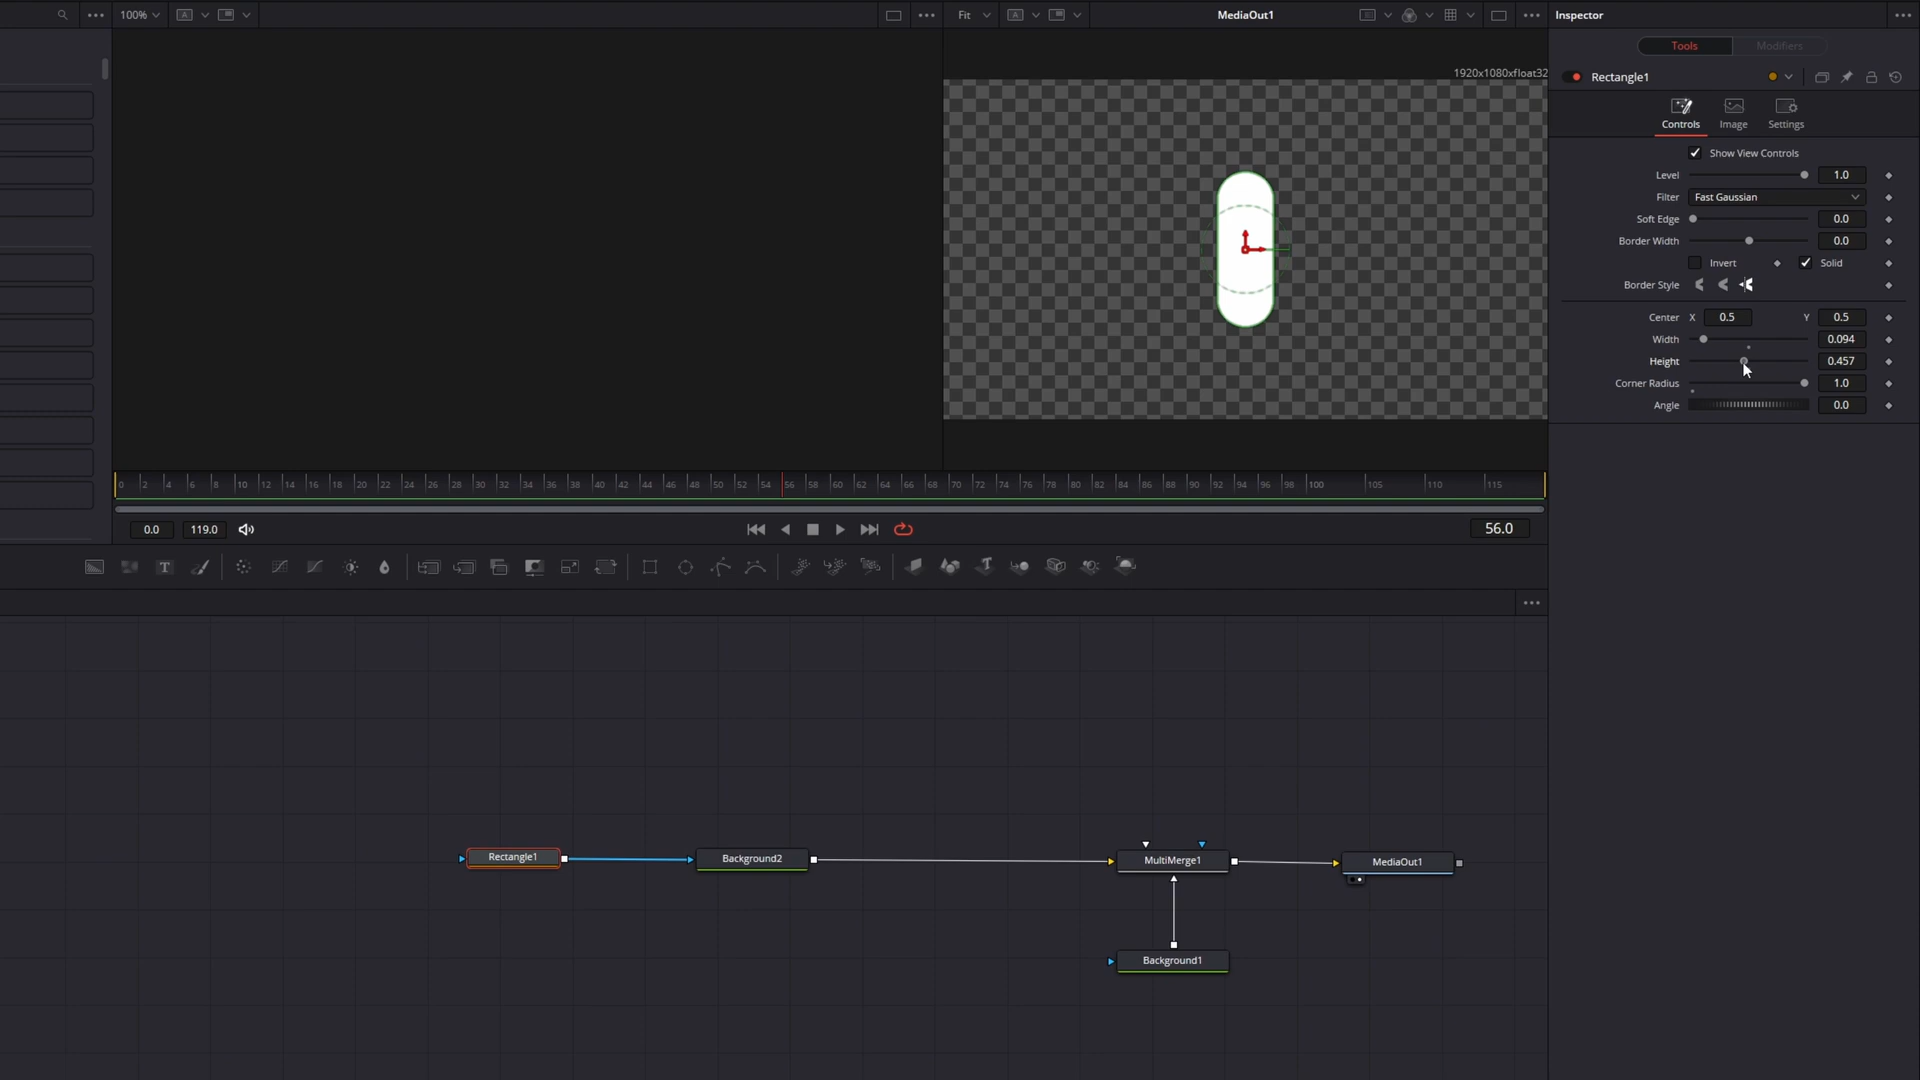 100%
A
Fit
A
MediaOut1
Inspector
Tools
Modifiers
1920x1080xfloat32
Rectangle1
Controls
Image
Settings
Show View Controls
Level 1.0
Filter Fast Gaussian
Soft Edge 0.0
Border Width 0.0
Invert Solid
Border Style
Center X 0.5 Y 0.5
Width 0.094
Height 0.457
Corner Radius 1.0
Angle 0.0
0 2 4 6 8 10 12 14 16 18 20 22 24 26 28 30 32 34 36 38 40 42 44 46 48 50 52 54 56 58 60 62 64 66 68 70 72 74 76 78 80 82 84 86 88 90 92 94 96 98 100 105 110 115
0.0 119.0 56.0
T T
Rectangle1
Background2
MultiMerge1
MediaOut1
Background1